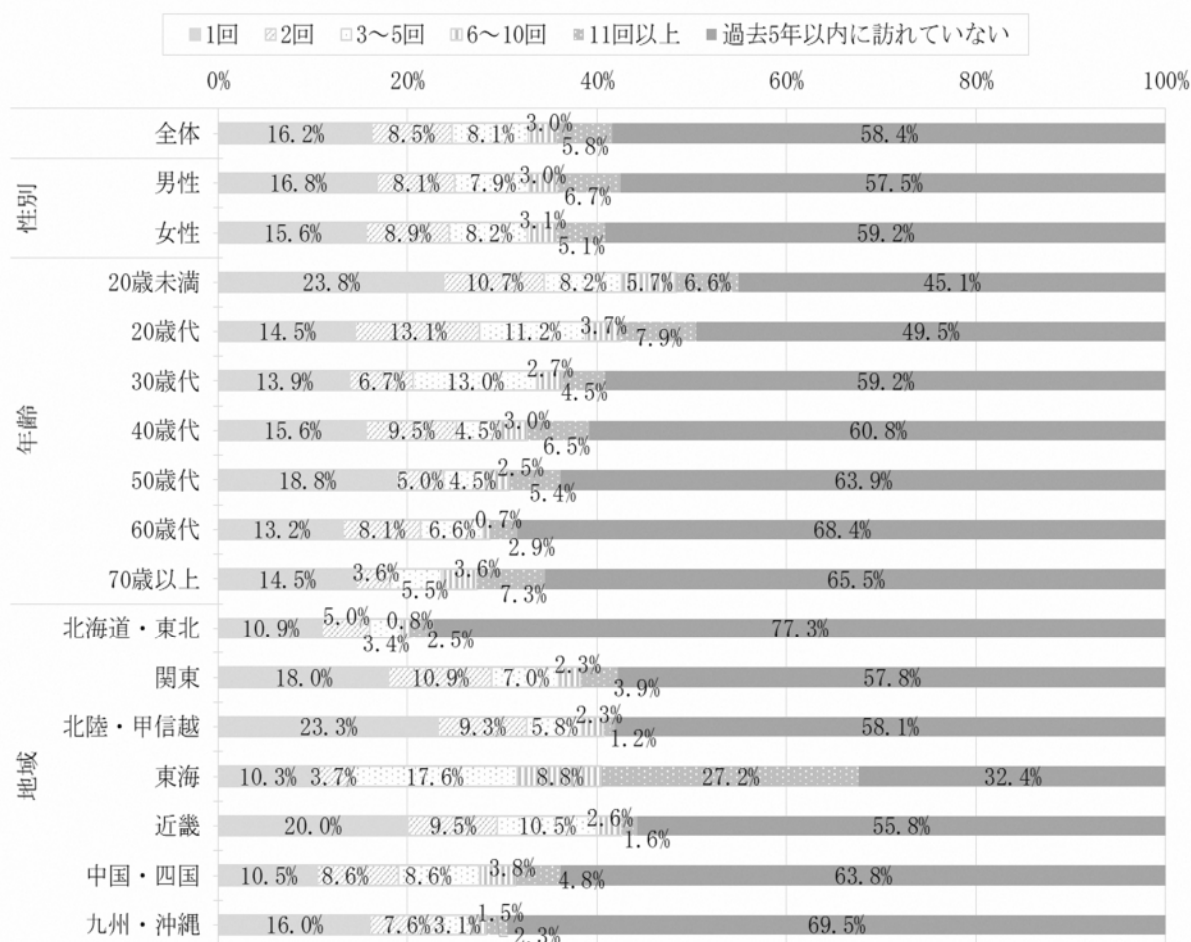 1回 2回 3～5回 6～10回 11回以上 過去5年以内に訪れていない
0% 20% 40% 60% 80% 100%
全体 16.2% 8.5% 8.1% 3.0% 5.8% 58.4%
性別
男性 16.8% 8.1% 7.9% 3.0% 6.7% 57.5%
女性 15.6% 8.9% 8.2% 3.1% 5.1% 59.2%
年齢
20歳未満 23.8% 10.7% 8.2% 5.7% 6.6% 45.1%
20歳代 14.5% 13.1% 11.2% 3.7% 7.9% 49.5%
30歳代 13.9% 6.7% 13.0% 2.7% 4.5% 59.2%
40歳代 15.6% 9.5% 4.5% 3.0% 6.5% 60.8%
50歳代 18.8% 5.0% 4.5% 2.5% 5.4% 63.9%
60歳代 13.2% 8.1% 6.6% 0.7% 2.9% 68.4%
70歳以上 14.5% 3.6% 5.5% 3.6% 7.3% 65.5%
地域
北海道・東北 10.9% 5.0% 3.4% 0.8% 2.5% 77.3%
関東 18.0% 10.9% 7.0% 2.3% 3.9% 57.8%
北陸・甲信越 23.3% 9.3% 5.8% 2.3% 1.2% 58.1%
東海 10.3% 3.7% 17.6% 8.8% 27.2% 32.4%
近畿 20.0% 9.5% 10.5% 2.6% 1.6% 55.8%
中国・四国 10.5% 8.6% 8.6% 3.8% 4.8% 63.8%
九州・沖縄 16.0% 7.6% 3.1% 1.5% 2.3% 69.5%